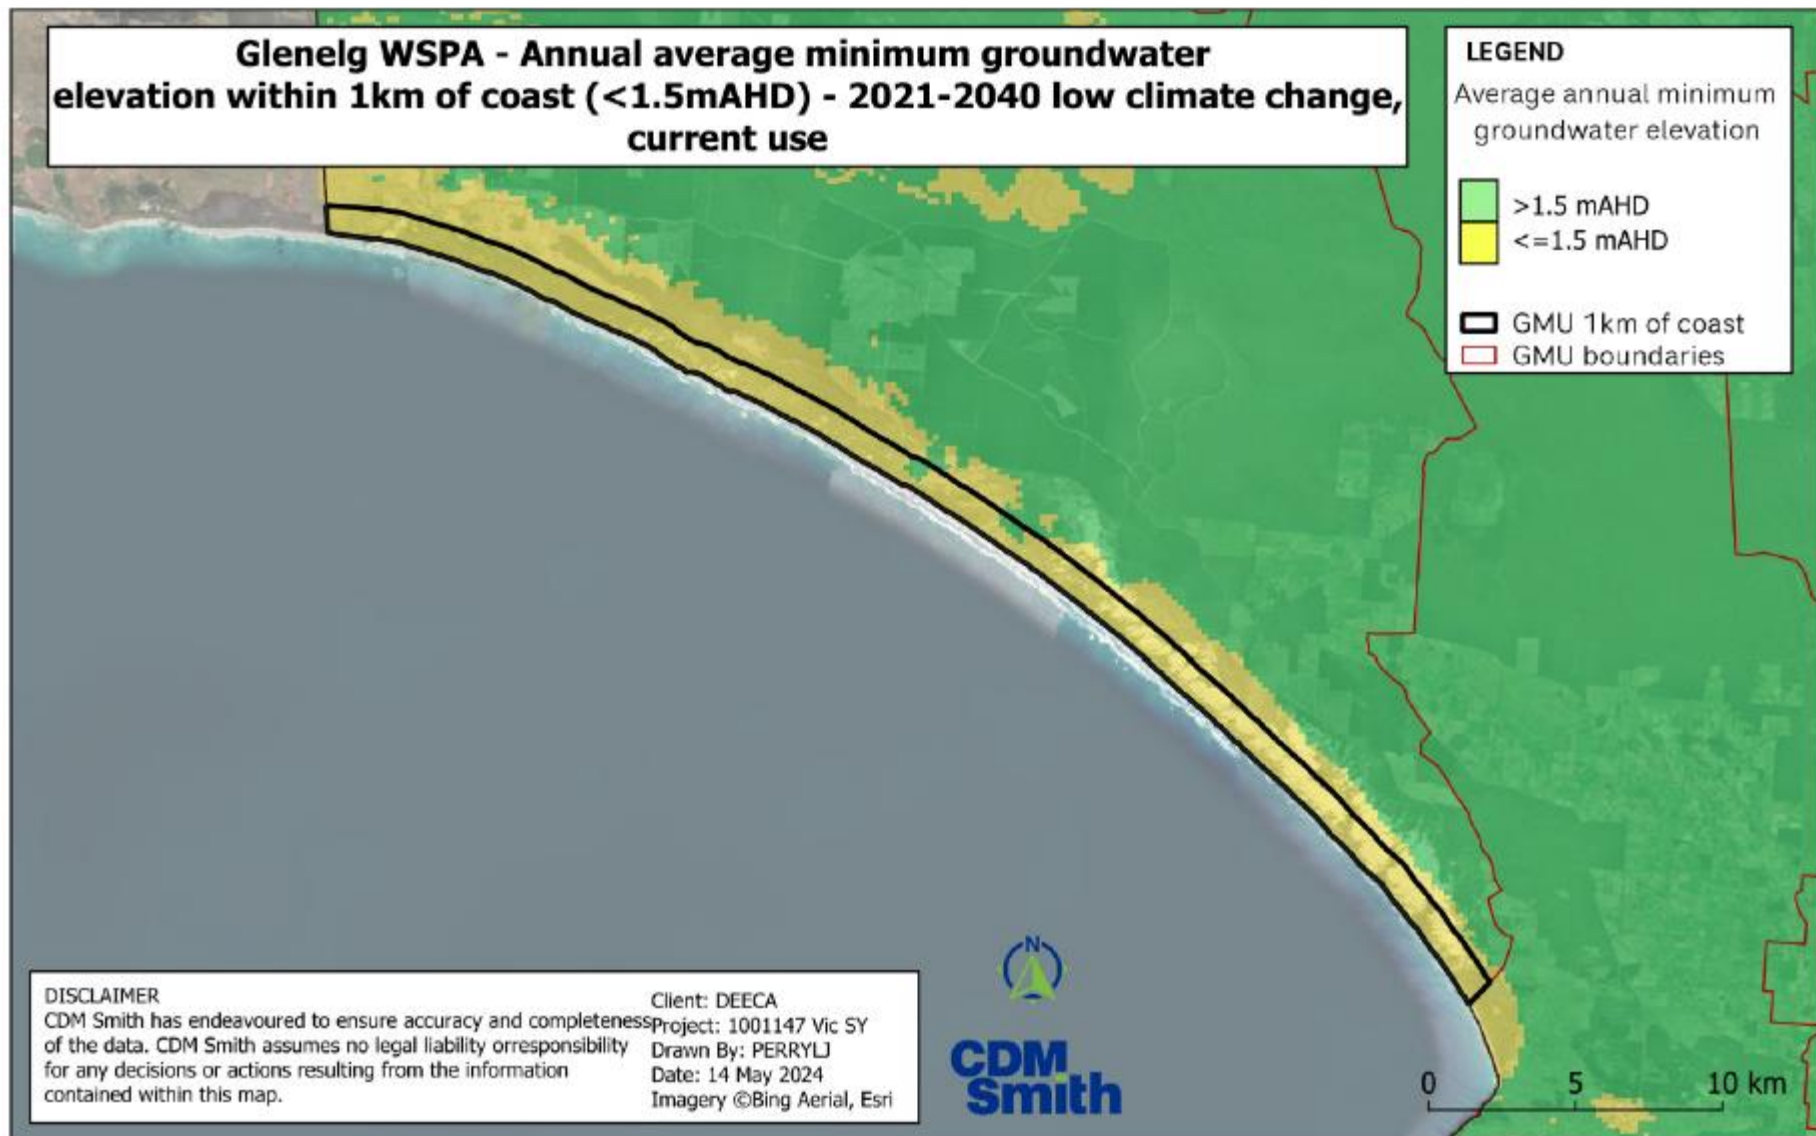 Glenelg WSPA - Annual average minimum groundwater
elevation within 1km of coast (<1.5mAHD) - 2021-2040 low climate change,
current use
LEGEND
Average annual minimum
groundwater elevation
>1.5 mAHD
<=1.5 mAHD
GMU 1km of coast
GMU boundaries
DISCLAIMER
CDM Smith has endeavoured to ensure accuracy and completeness
of the data. CDM Smith assumes no legal liability orresponsibility
for any decisions or actions resulting from the information
contained within this map.
Client: DEECA
Project: 1001147 Vic SY
Drawn By: PERRYLJ
Date: 14 May 2024
Imagery ©Bing Aerial, Esri
N
CDM
Smith
0 5 10 km